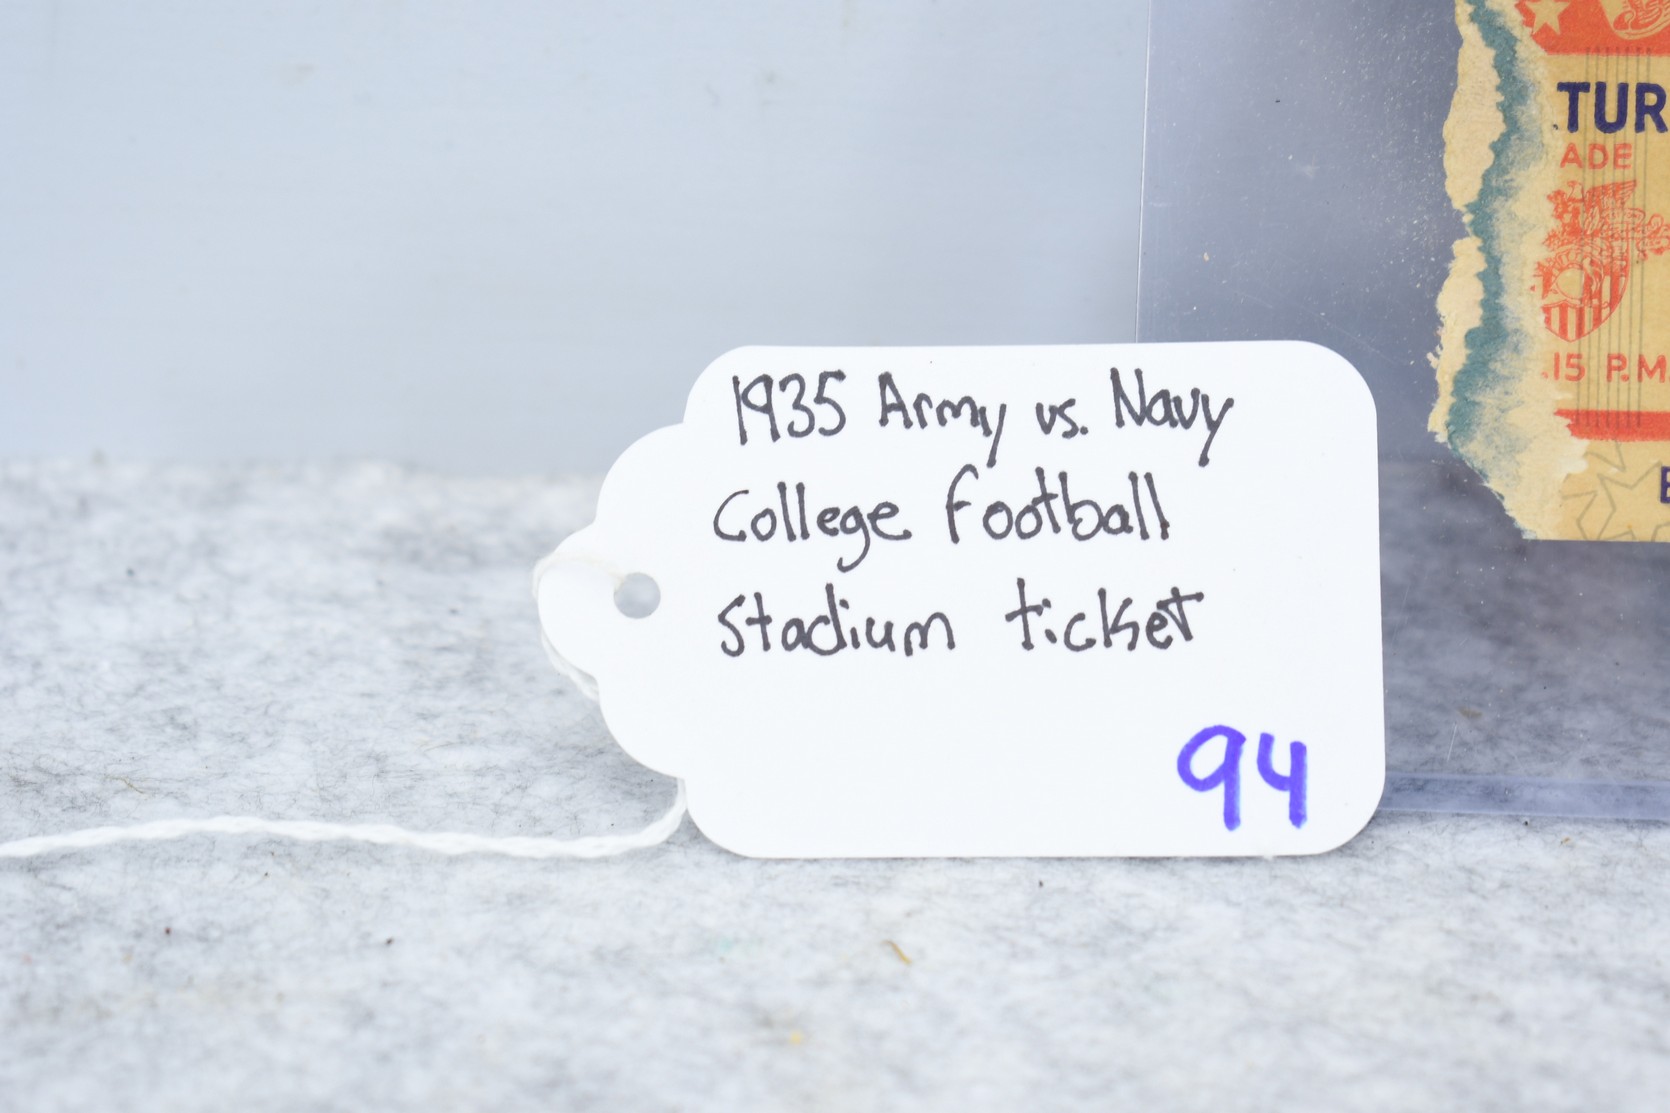 1935 Army vs. Navy
College Football
Stadium ticket
94
TUR
ADE
15 P.M